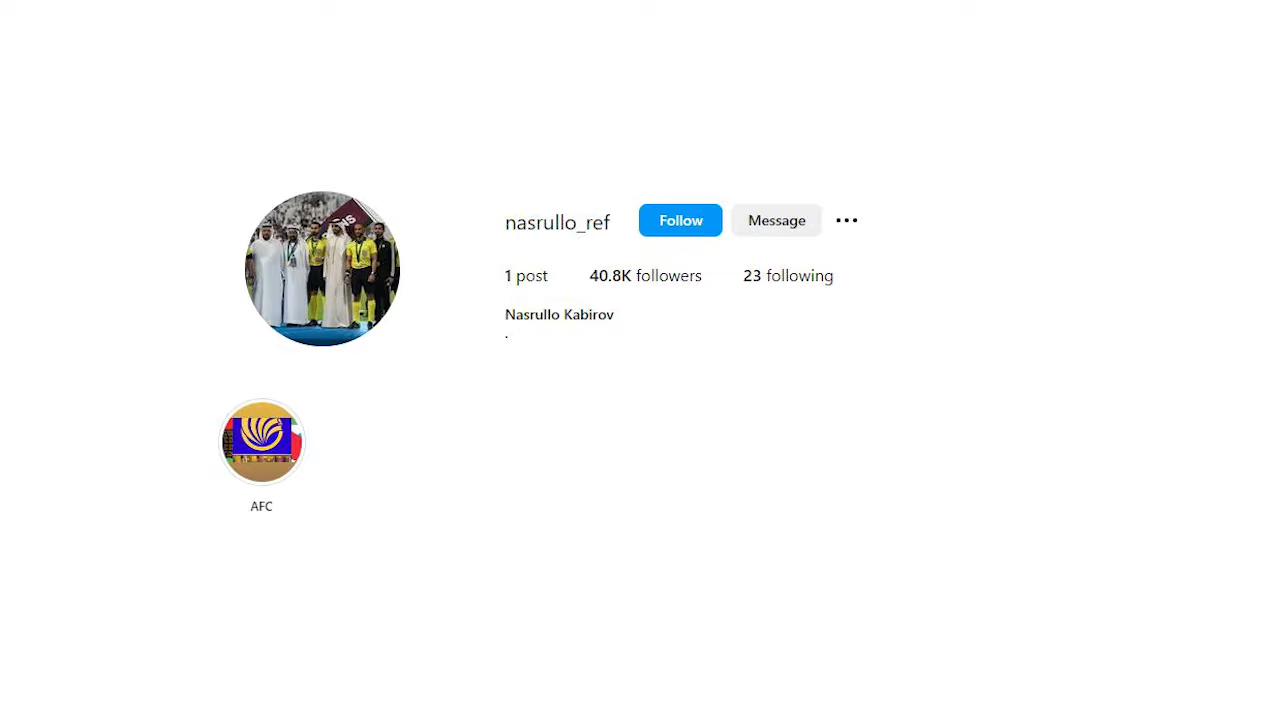 nasrullo_ref Follow Message
1 post 40.8K followers 23 following
Nasrullo Kabirov
.
AFC